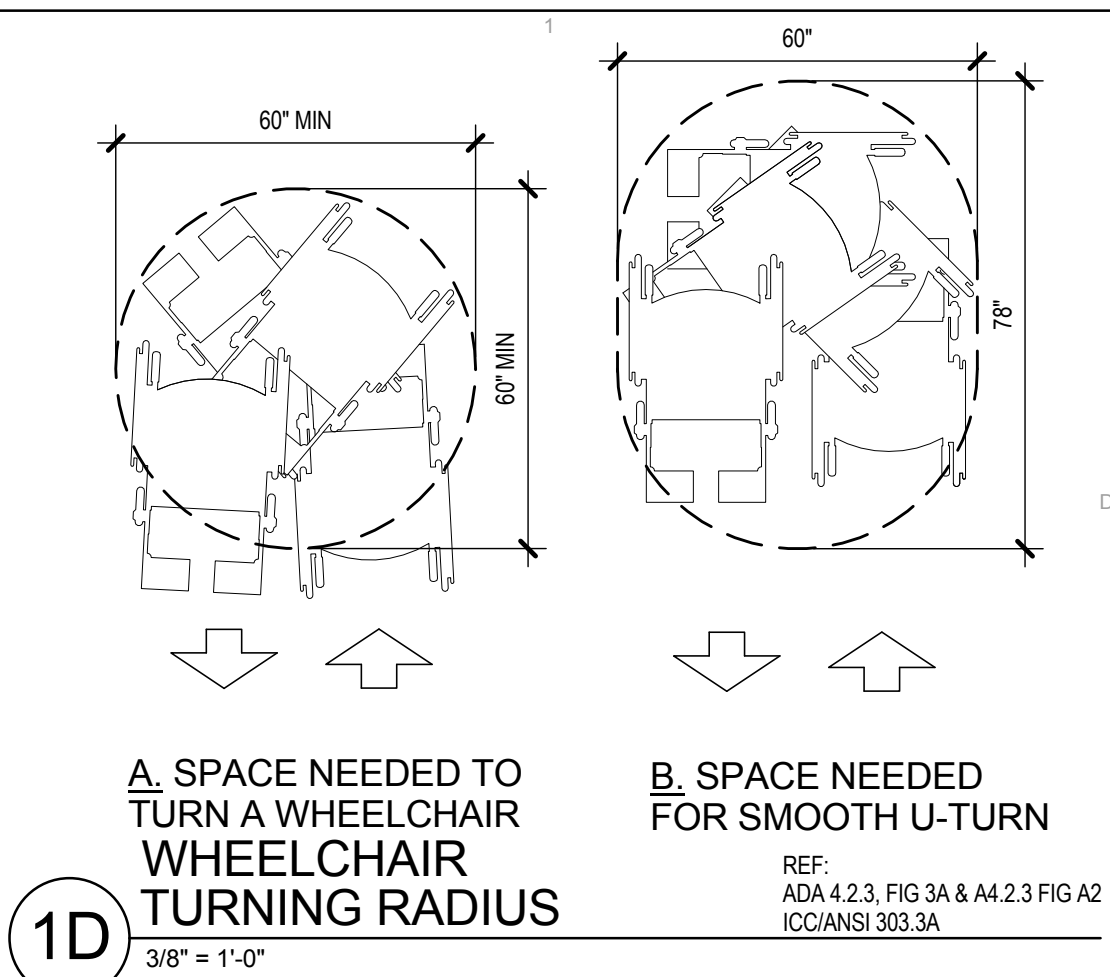 1
60" MIN
60" MIN
60"
78"
D
A. SPACE NEEDED TO
TURN A WHEELCHAIR
B. SPACE NEEDED
FOR SMOOTH U-TURN
WHEELCHAIR
TURNING RADIUS
1D
3/8" = 1'-0"
REF:
ADA 4.2.3, FIG 3A & A4.2.3 FIG A2
ICC/ANSI 303.3A